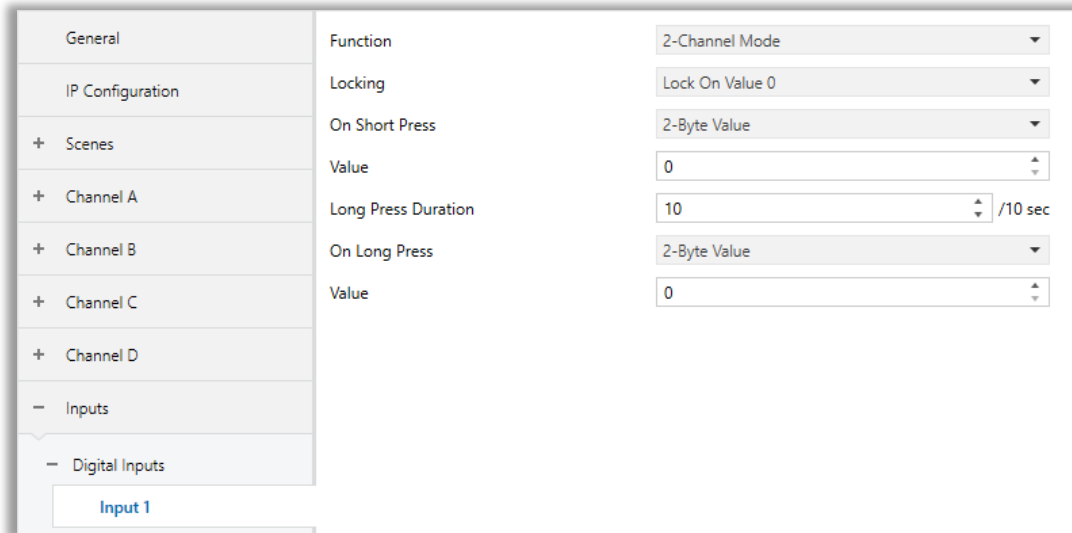 General
IP Configuration
+ Scenes
+ Channel A
+ Channel B
+ Channel C
+ Channel D
− Inputs
− Digital Inputs
Input 1
Function 2-Channel Mode
Locking Lock On Value 0
On Short Press 2-Byte Value
Value 0
Long Press Duration 10 /10 sec
On Long Press 2-Byte Value
Value 0